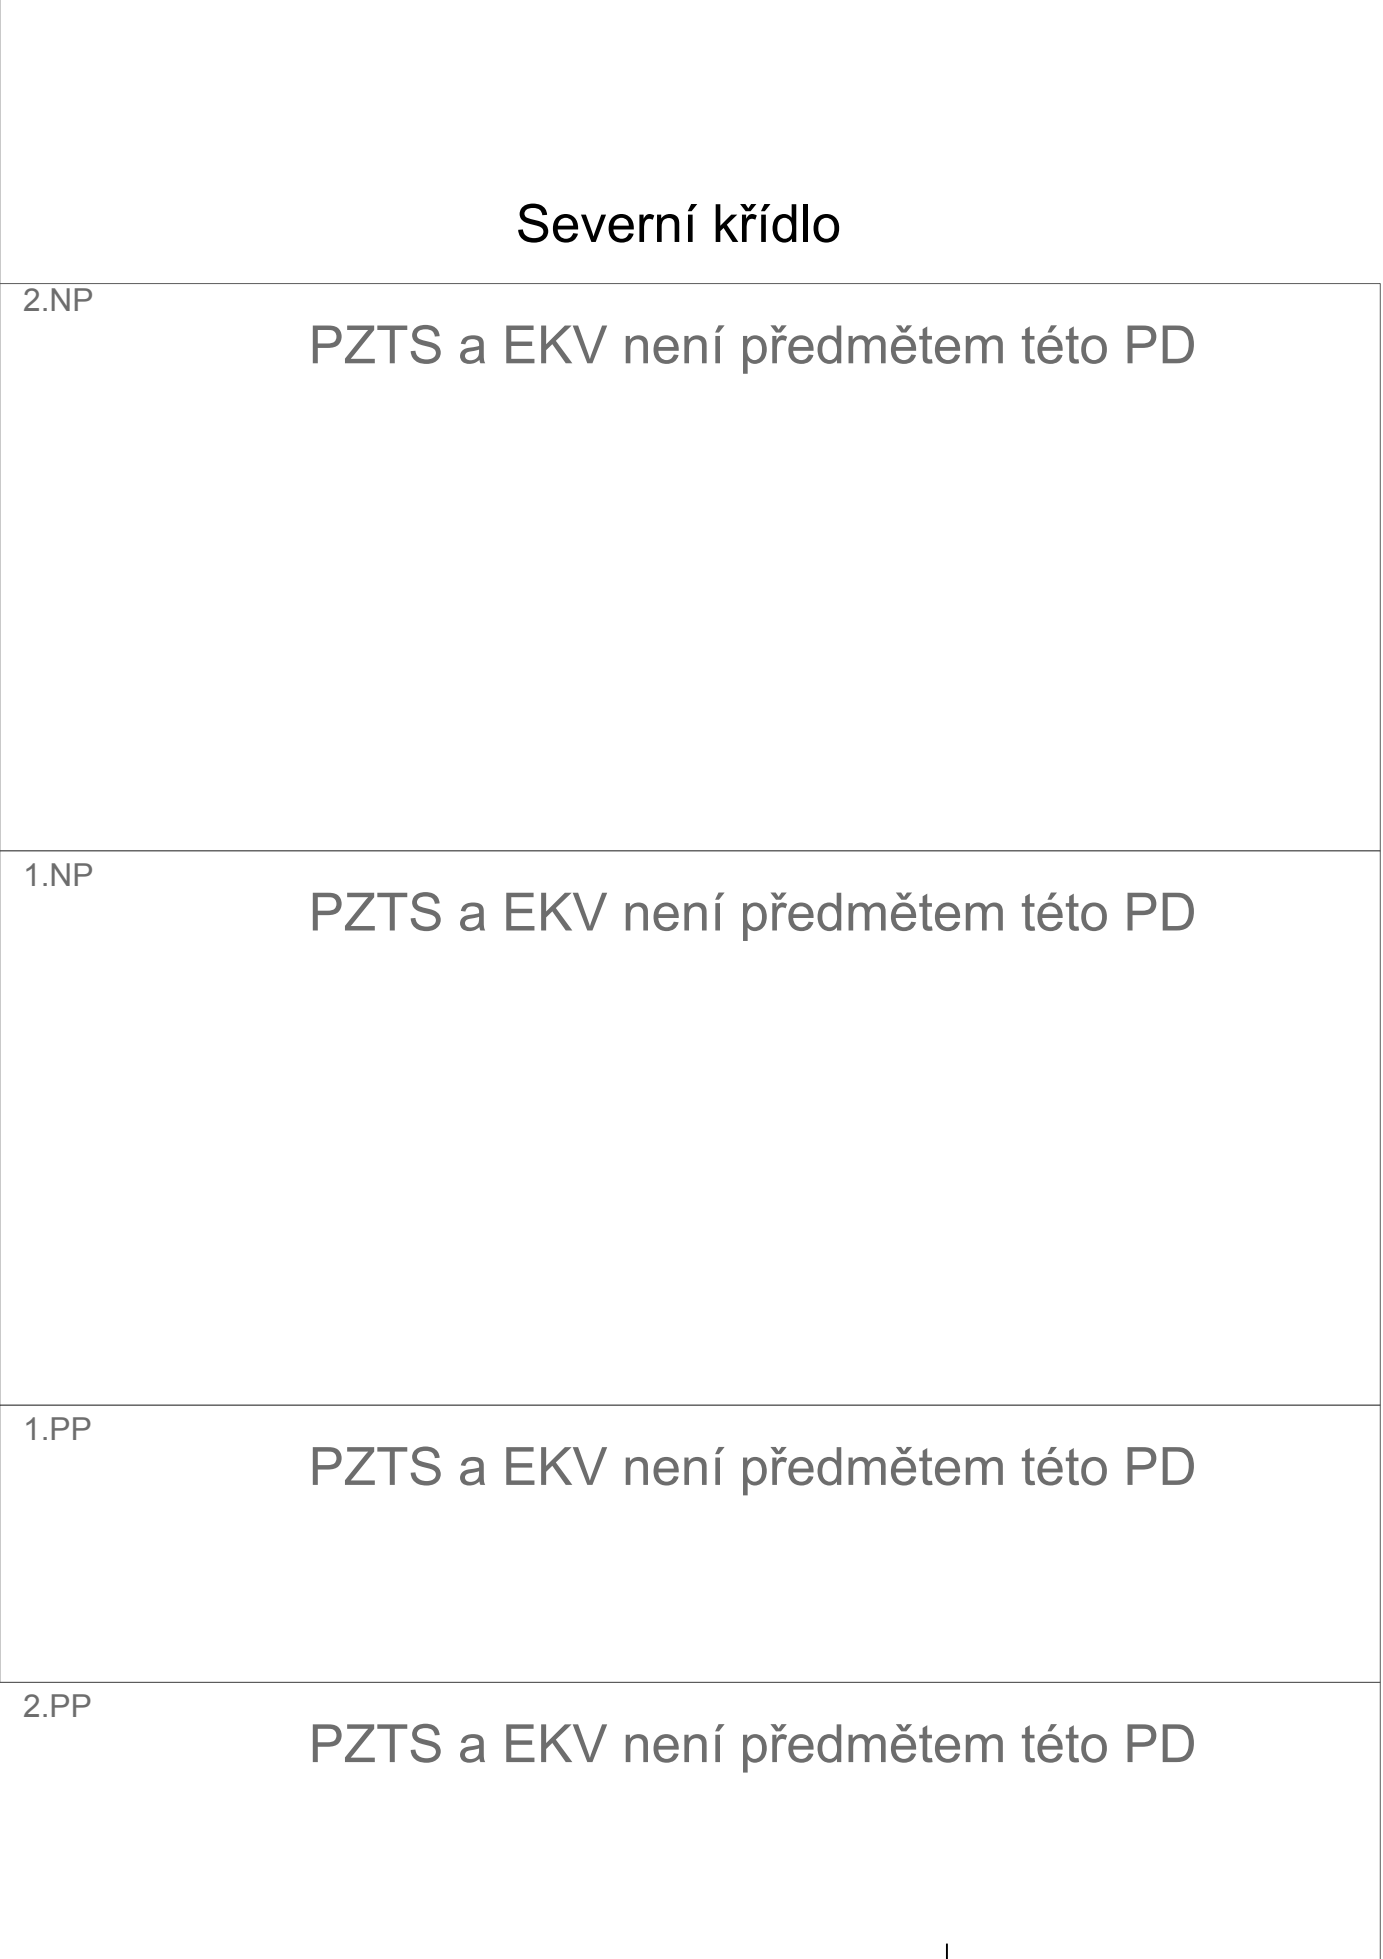 Severní křídlo
2.NP
PZTS a EKV není předmětem této PD
1.NP
PZTS a EKV není předmětem této PD
1.PP
PZTS a EKV není předmětem této PD
2.PP
PZTS a EKV není předmětem této PD